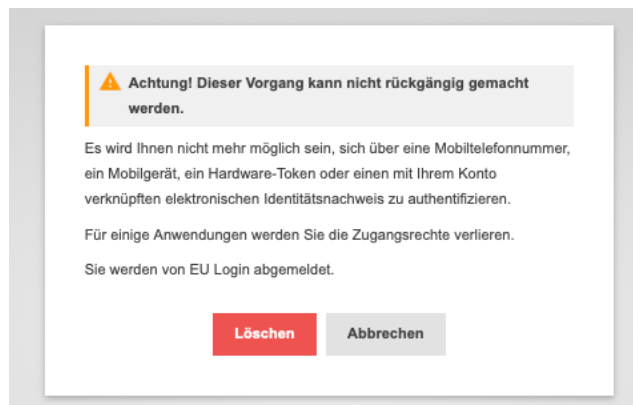 Achtung! Dieser Vorgang kann nicht rückgängig gemacht
werden.
Es wird Ihnen nicht mehr möglich sein, sich über eine Mobiltelefonnummer,
ein Mobilgerät, ein Hardware-Token oder einen mit Ihrem Konto
verknüpften elektronischen Identitätsnachweis zu authentifizieren.
Für einige Anwendungen werden Sie die Zugangsrechte verlieren.
Sie werden von EU Login abgemeldet.
Löschen Abbrechen